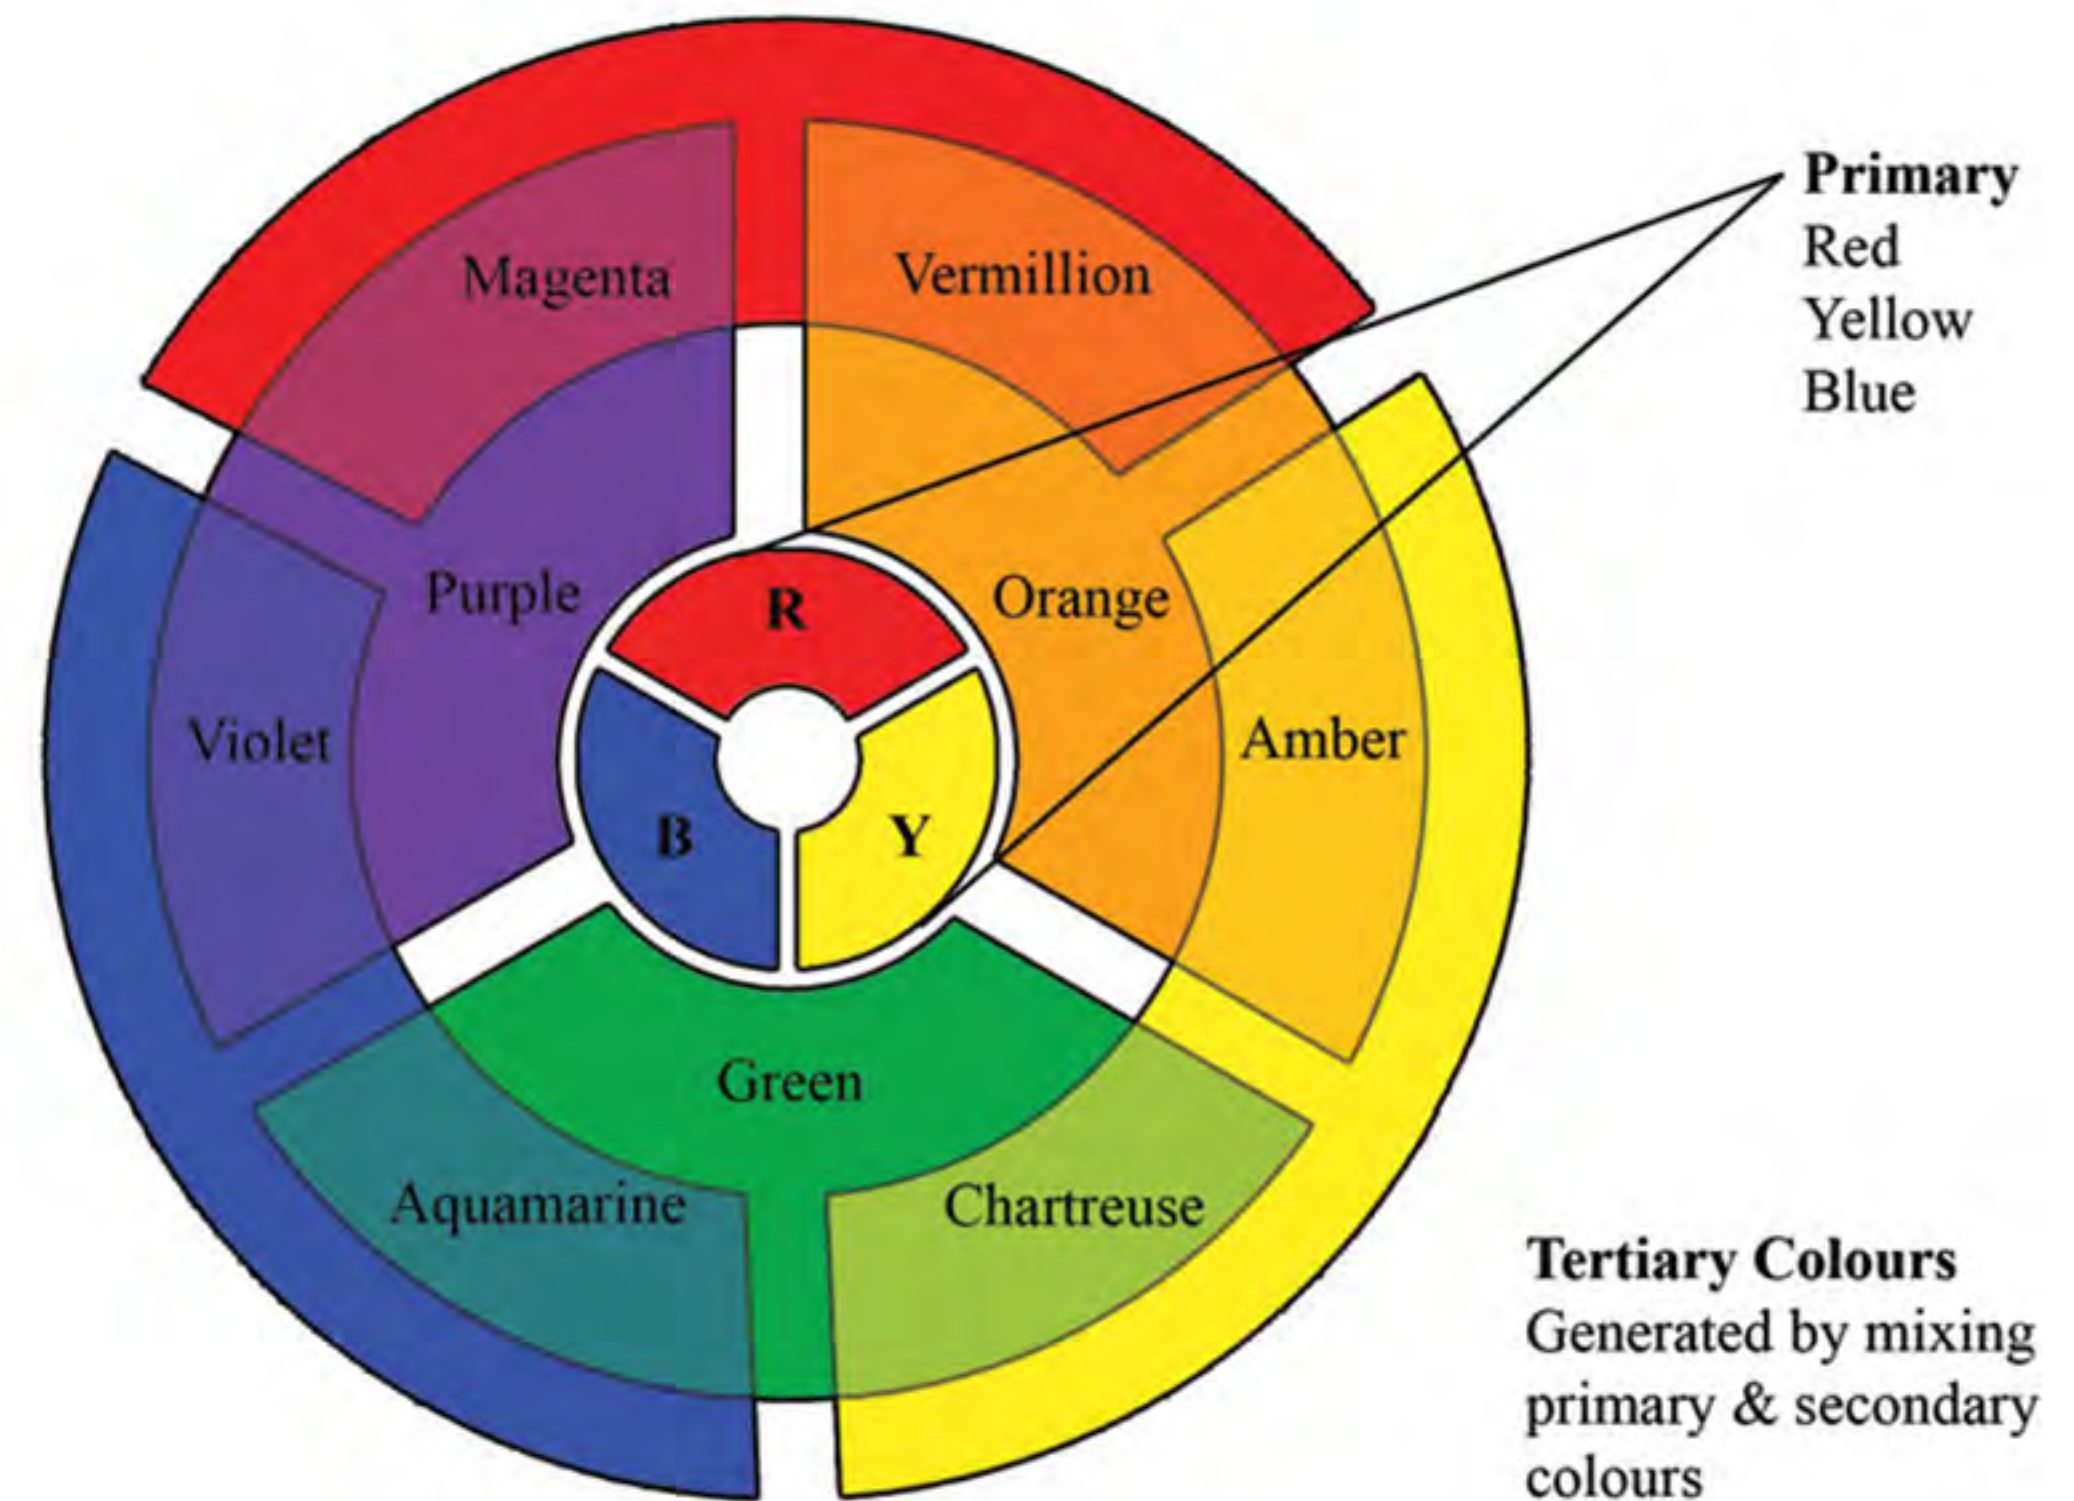 Magenta
Vermillion
Primary
Red
Yellow
Blue
Purple
R
Orange
Violet
B
Y
Amber
Green
Aquamarine
Chartreuse
Tertiary Colours
Generated by mixing
primary & secondary
colours